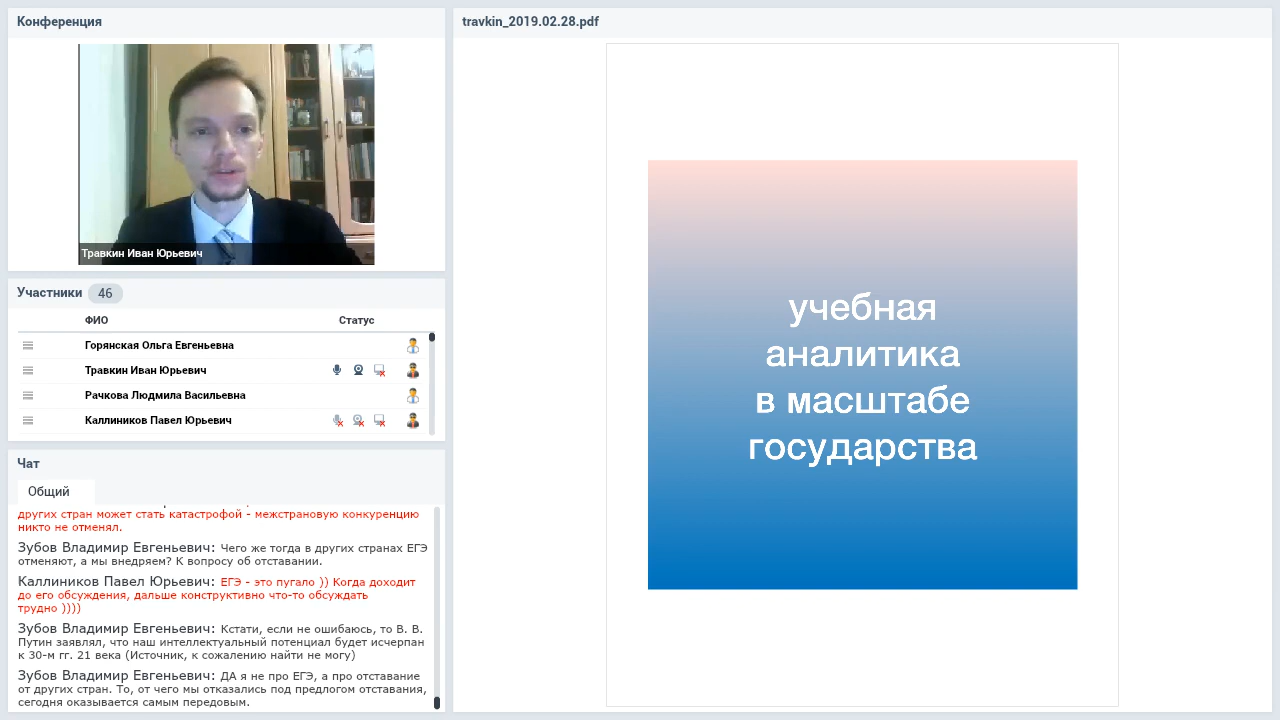 Конференция
Травкин Иван Юрьевич
Участники 46
ФИО Статус
Горянская Ольга Евгеньевна
Травкин Иван Юрьевич
Рачкова Людмила Васильевна
Каллиников Павел Юрьевич
Чат
Общий
других стран может стать катастрофой - межстрановую конкуренцию
никто не отменял.
Зубов Владимир Евгеньевич: Чего же тогда в других странах ЕГЭ
отменяют, а мы внедряем? К вопросу об отставании.
Каллиников Павел Юрьевич: ЕГЭ - это пугало )) Когда доходит
до его обсуждения, дальше конструктивно что-то обсуждать
трудно ))))
Зубов Владимир Евгеньевич: Кстати, если не ошибаюсь, то В. В.
Путин заявлял, что наш интеллектуальный потенциал будет исчерпан
к 30-м гг. 21 века (Источник, к сожалению найти не могу)
Зубов Владимир Евгеньевич: ДА я не про ЕГЭ, а про отставание
от других стран. То, от чего мы отказались под предлогом отставания,
сегодня оказывается самым передовым.
travkin_2019.02.28.pdf
учебная
аналитика
в масштабе
государства